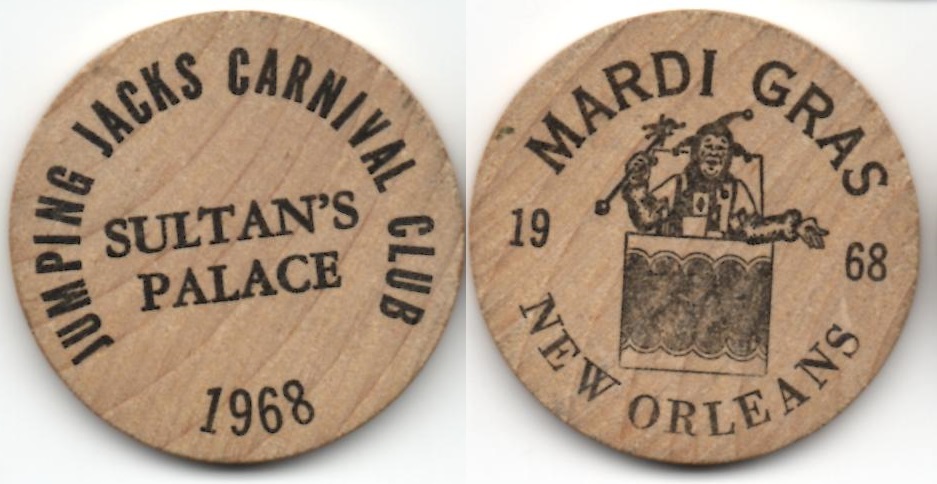 JUMPING JACKS CARNIVAL CLUB
SULTAN'S
PALACE
1968
MARDI GRAS
19 68
NEW ORLEANS